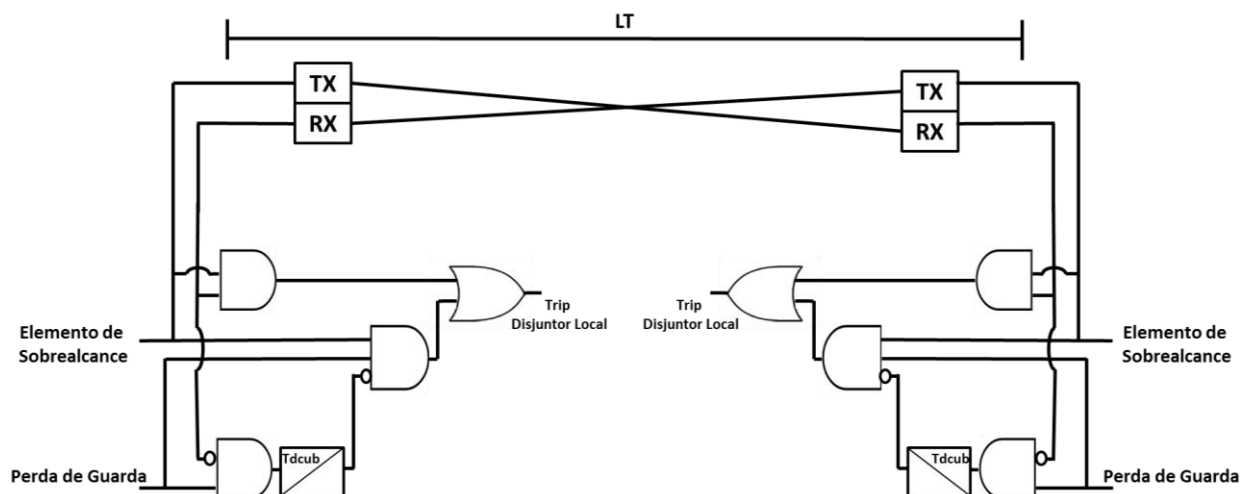 LT
TX
TX
RX
RX
Trip
Disjuntor Local
Trip
Disjuntor Local
Elemento de
Sobrealcance
Elemento de
Sobrealcance
Tdcub
Tdcub
Perda de Guarda
Perda de Guarda